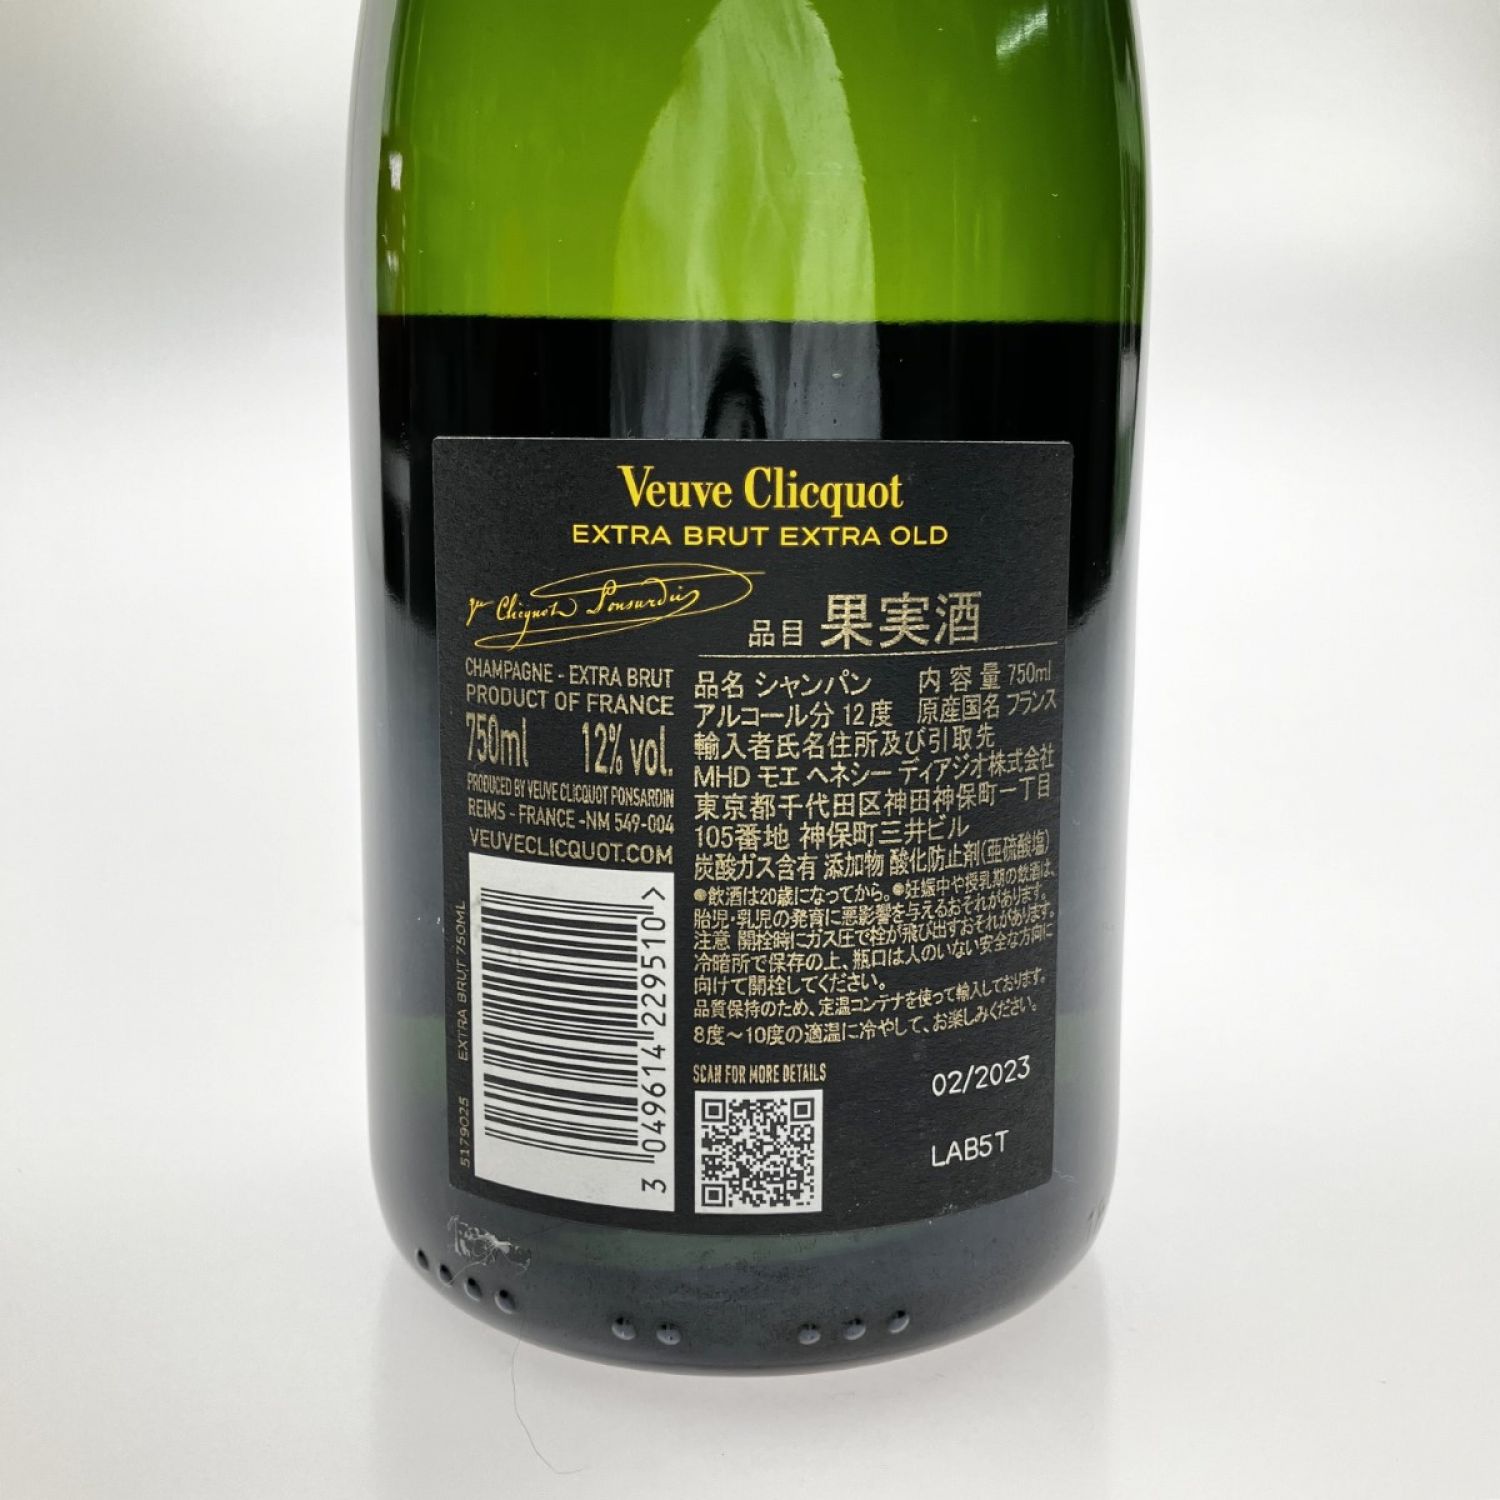 Veuve Clicquot
EXTRA BRUT EXTRA OLD
Vve Clicquot Ponsardin
CHAMPAGNE - EXTRA BRUT
PRODUCT OF FRANCE
750ml 12% vol.
PRODUCED BY VEUVE CLICQUOT PONSARDIN
REIMS - FRANCE -NM 549-004
VEUVECLICQUOT.COM
5179025 EXTRA BRUT 750ML
3 049614 229510 >
品目 果実酒
品名 シャンパン 内容量 750ml
アルコール分 12度 原産国名 フランス
輸入者氏名住所及び引取先
MHD モエ ヘネシー ディアジオ株式会社
東京都千代田区神田神保町一丁目
105番地 神保町三井ビル
炭酸ガス含有 添加物 酸化防止剤(亜硫酸塩)
●飲酒は20歳になってから。●妊娠中や授乳期の飲酒は、
胎児・乳児の発育に悪影響を与えるおそれがあります。
注意 開栓時にガス圧で栓が飛び出すおそれがあります。
冷暗所で保存の上、瓶口は人のいない安全な方向に
向けて開栓してください。
品質保持のため、定温コンテナを使って輸入しております。
8度～10度の適温に冷やして、お楽しみください。
SCAN FOR MORE DETAILS
02/2023
LAB5T